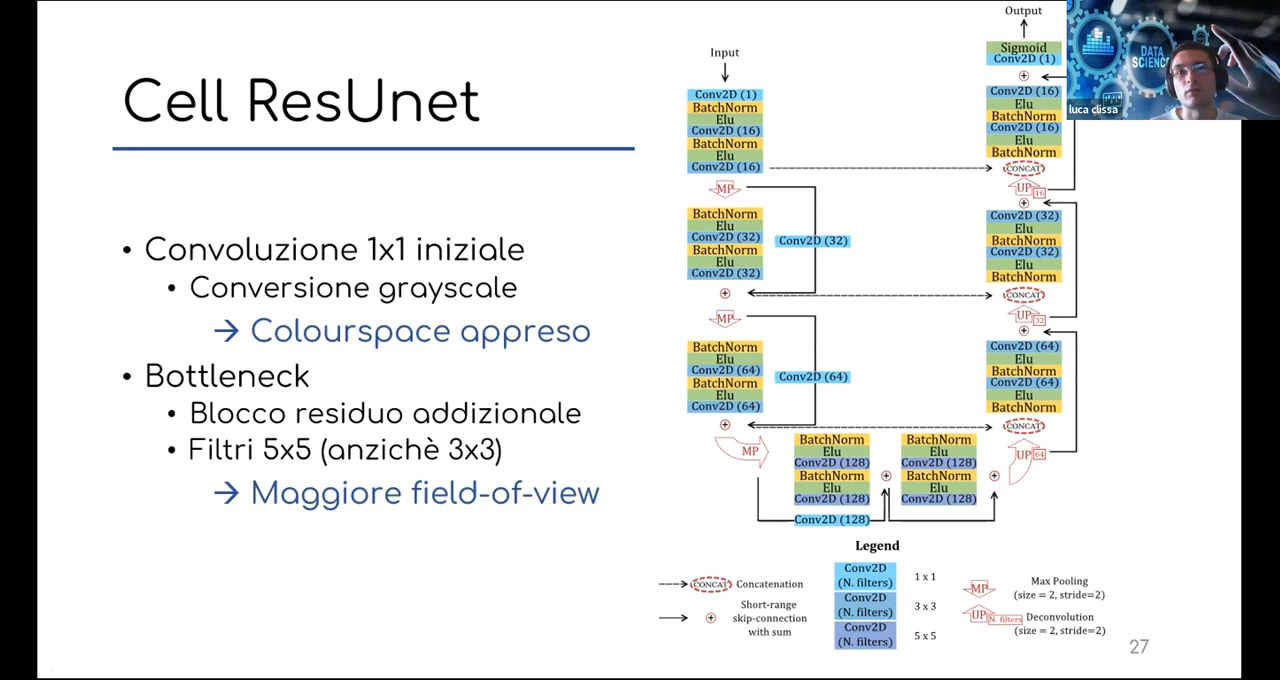 Cell ResUnet
• Convoluzione 1x1 iniziale
• Conversione grayscale
→ Colourspace appreso
• Bottleneck
• Blocco residuo addizionale
• Filtri 5x5 (anzichè 3x3)
→ Maggiore field-of-view
Input
Conv2D (1)
BatchNorm
Elu
Conv2D (16)
BatchNorm
Elu
Conv2D (16)
MP
BatchNorm
Elu
Conv2D (32)
BatchNorm
Elu
Conv2D (32)
Conv2D (32)
MP
BatchNorm
Elu
Conv2D (64)
BatchNorm
Elu
Conv2D (64)
Conv2D (64)
MP
BatchNorm
Elu
Conv2D (128)
BatchNorm
Elu
Conv2D (128)
Conv2D (128)
BatchNorm
Elu
Conv2D (128)
BatchNorm
Elu
Conv2D (128)
Output
Sigmoid
Conv2D (1)
Conv2D (16)
Elu
BatchNorm
Conv2D (16)
Elu
BatchNorm
CONCAT
UP 16
Conv2D (32)
Elu
BatchNorm
Conv2D (32)
Elu
BatchNorm
CONCAT
UP 32
Conv2D (64)
Elu
BatchNorm
Conv2D (64)
Elu
BatchNorm
CONCAT
UP 64
Legend
CONCAT Concatenation
Short-range
skip-connection
with sum
Conv2D
(N. filters)
1 x 1
Conv2D
(N. filters)
3 x 3
Conv2D
(N. filters)
5 x 5
MP
Max Pooling
(size = 2, stride=2)
UP N. filters
Deconvolution
(size = 2, stride=2)
27
DATA
SCIENC
luca clissa